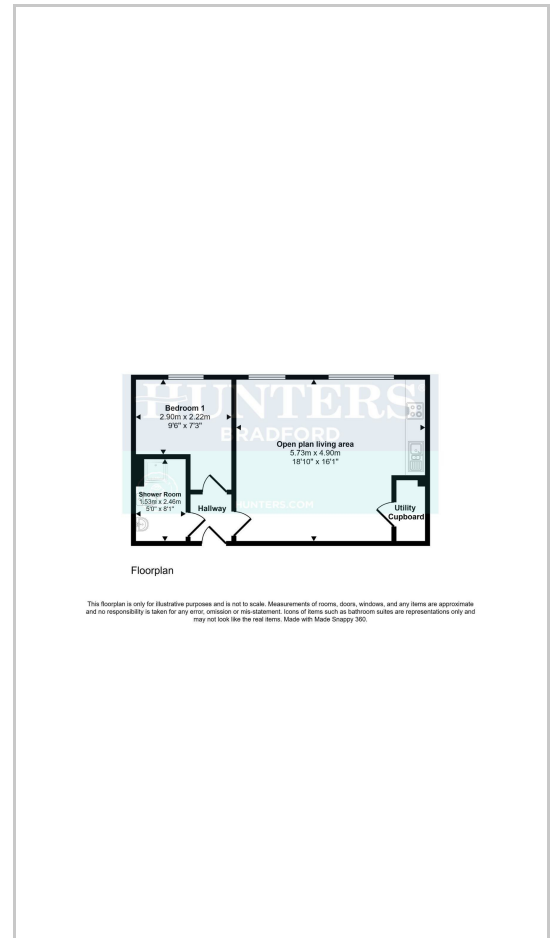 HUNTERS
BRADFORD
HUNTERS.COM
Bedroom 1
2.90m x 2.22m
9'6" x 7'3"
Open plan living area
5.73m x 4.90m
18'10" x 16'1"
Shower Room
1.53m x 2.46m
5'0" x 8'1"
Hallway
Utility
Cupboard
Floorplan
This floorplan is only for illustrative purposes and is not to scale. Measurements of rooms, doors, windows, and any items are approximate
and no responsibility is taken for any error, omission or mis-statement. Icons of items such as bathroom suites are representations only and
may not look like the real items. Made with Made Snappy 360.